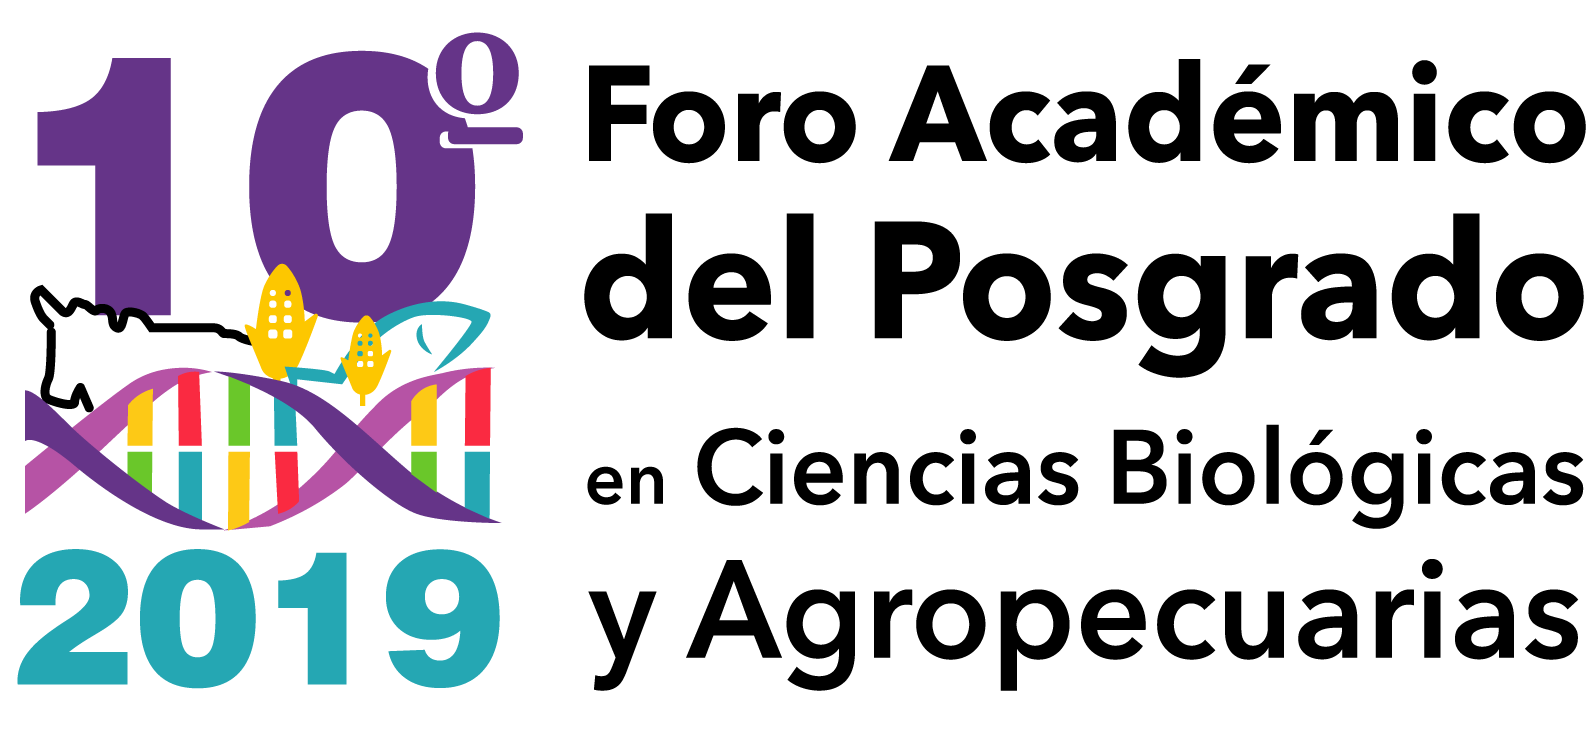 10º
2019
Foro Académico
del Posgrado
en Ciencias Biológicas
y Agropecuarias